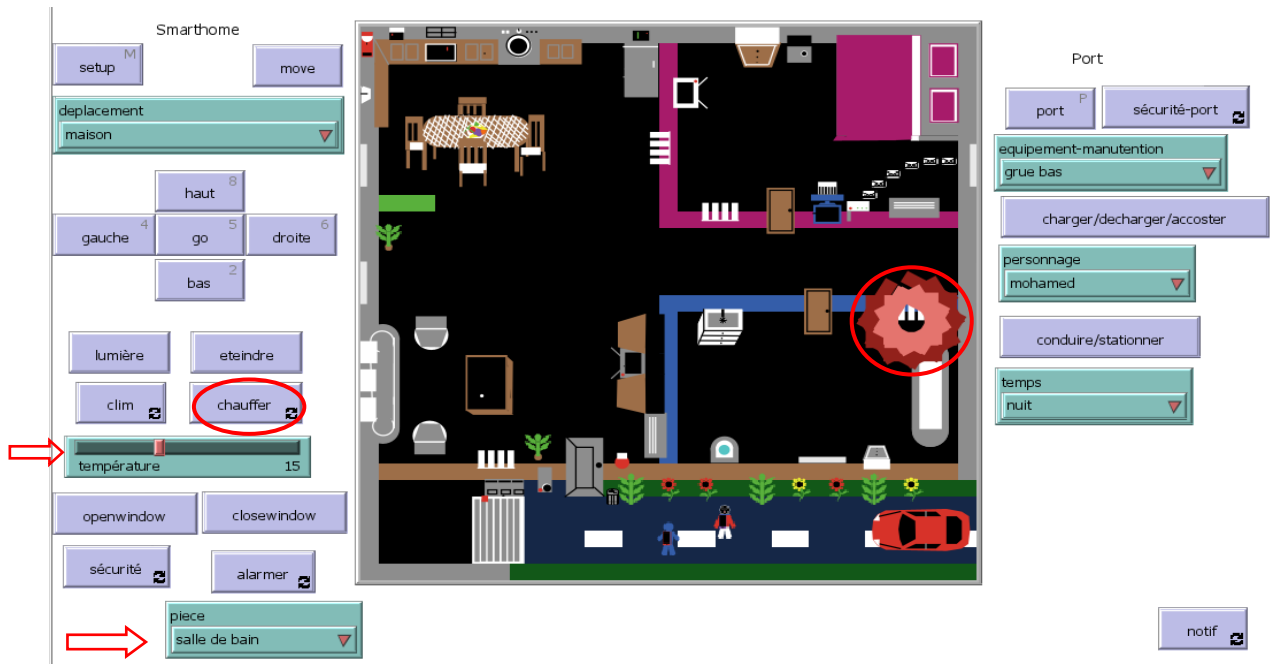 Smarthome
setup M
move
deplacement
maison
haut 8
gauche 4
go 5
droite 6
bas 2
lumière
eteindre
clim
chauffer
température 15
openwindow
closewindow
sécurité
alarmer
piece
salle de bain
Port
port P
sécurité-port
equipement-manutention
grue bas
charger/decharger/accoster
personnage
mohamed
conduire/stationner
temps
nuit
notif